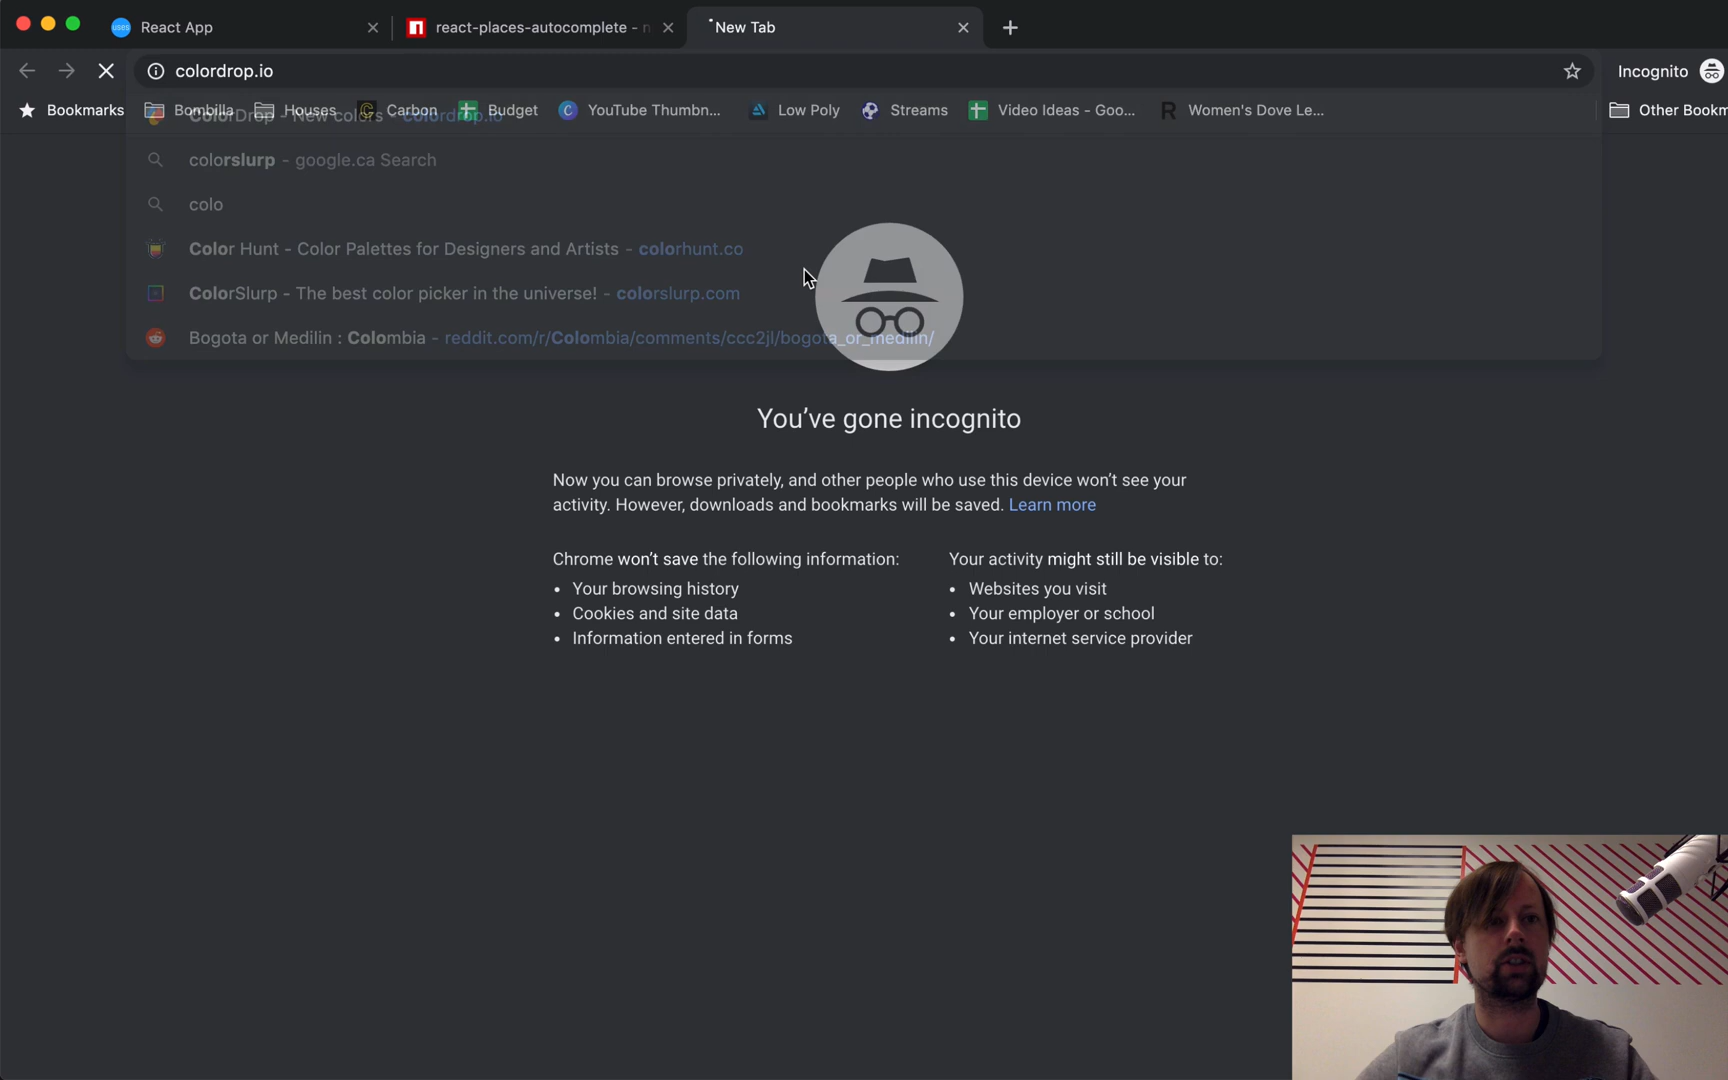 React App
react-places-autocomplete - n
New Tab
colordrop.io
Incognito
Bookmarks
Bombilla
Houses
Carbon
Budget
YouTube Thumbn...
Low Poly
Streams
Video Ideas - Goo...
Women's Dove Le...
Other Bookm
ColorDrop - New colors - colordrop.io
colorslurp - google.ca Search
colo
Color Hunt - Color Palettes for Designers and Artists - colorhunt.co
ColorSlurp - The best color picker in the universe! - colorslurp.com
Bogota or Medilin : Colombia - reddit.com/r/Colombia/comments/ccc2jl/bogota_or_medilin/
You've gone incognito
Now you can browse privately, and other people who use this device won't see your
activity. However, downloads and bookmarks will be saved. Learn more
Chrome won't save the following information:
• Your browsing history
• Cookies and site data
• Information entered in forms
Your activity might still be visible to:
• Websites you visit
• Your employer or school
• Your internet service provider